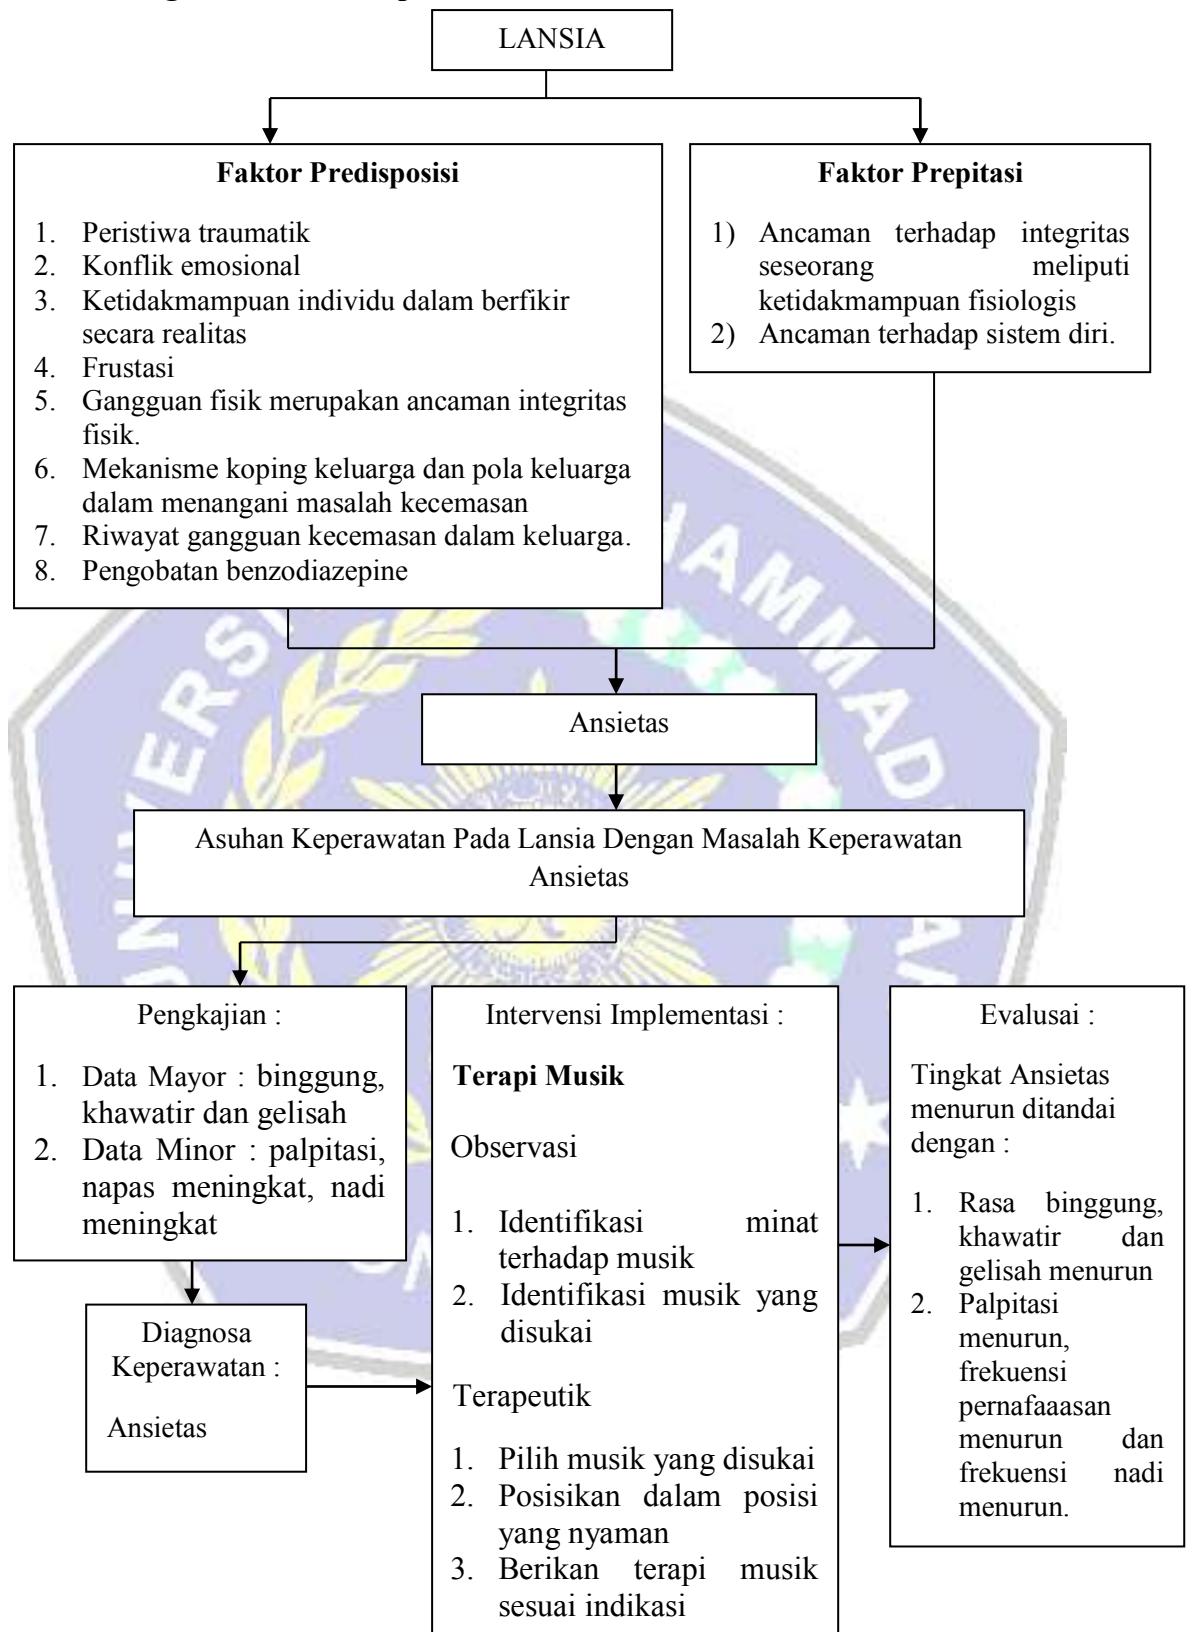 LANSIA
Faktor Predisposisi
1. Peristiwa traumatik
2. Konflik emosional
3. Ketidakmampuan individu dalam berfikir
secara realitas
4. Frustasi
5. Gangguan fisik merupakan ancaman integritas
fisik.
6. Mekanisme koping keluarga dan pola keluarga
dalam menangani masalah kecemasan
7. Riwayat gangguan kecemasan dalam keluarga.
8. Pengobatan benzodiazepine
Faktor Prepitasi
1) Ancaman terhadap integritas
seseorang meliputi
ketidakmampuan fisiologis
2) Ancaman terhadap sistem diri.
Ansietas
Asuhan Keperawatan Pada Lansia Dengan Masalah Keperawatan
Ansietas
Pengkajian :
1. Data Mayor : binggung,
khawatir dan gelisah
2. Data Minor : palpitasi,
napas meningkat, nadi
meningkat
Diagnosa
Keperawatan :
Ansietas
Intervensi Implementasi :
Terapi Musik
Observasi
1. Identifikasi minat
terhadap musik
2. Identifikasi musik yang
disukai
Terapeutik
1. Pilih musik yang disukai
2. Posisikan dalam posisi
yang nyaman
3. Berikan terapi musik
sesuai indikasi
Evalusai :
Tingkat Ansietas
menurun ditandai
dengan :
1. Rasa binggung,
khawatir dan
gelisah menurun
2. Palpitasi
menurun,
frekuensi
pernafaaasan
menurun dan
frekuensi nadi
menurun.